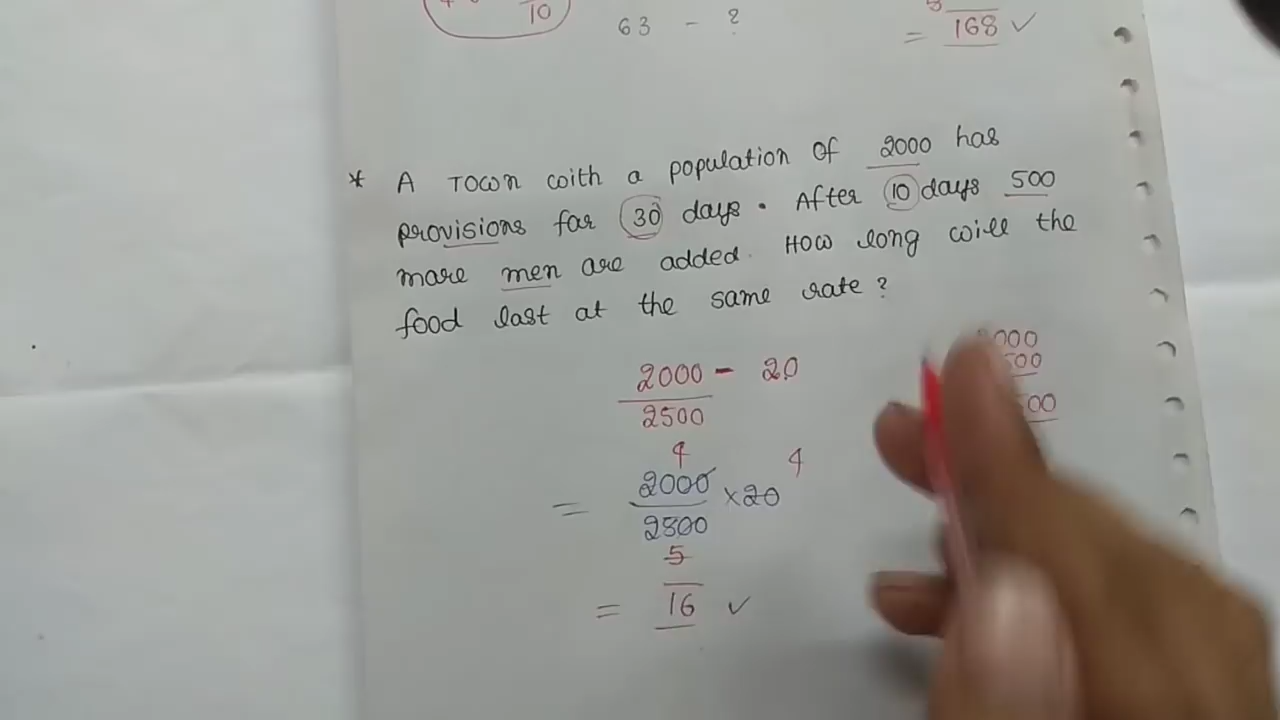 10
63 - ?
= 168 ✓
* A Town with a population of 2000 has
provisions for 30 days. After 10 days 500
more men are added. How long will the
food last at the same rate?
2000 - 20
2500
500
4
4
= 2000 × 20
2500
5
= 16 ✓